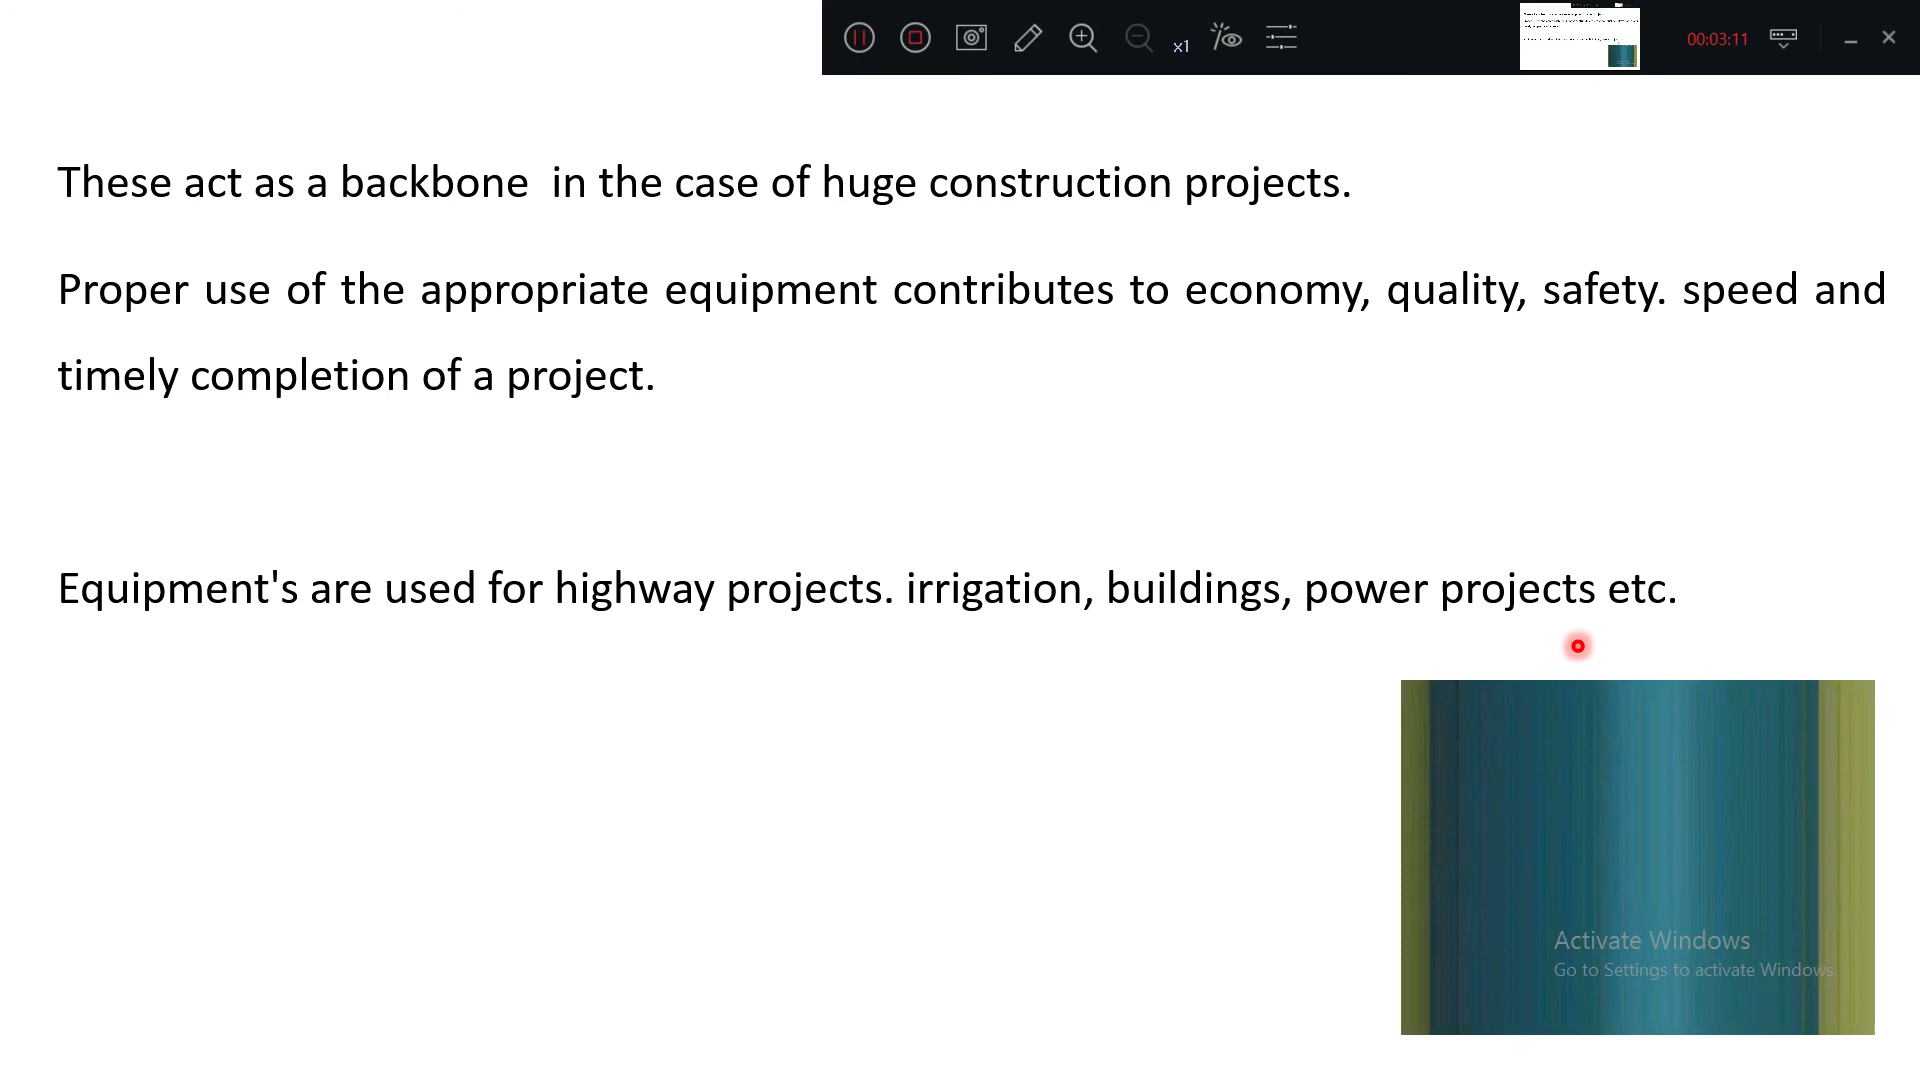 x1
00:03:11
These act as a backbone  in the case of huge construction projects.
Proper use of the appropriate equipment contributes to economy, quality, safety. speed and
timely completion of a project.
Equipment's are used for highway projects. irrigation, buildings, power projects etc.
Activate Windows
Go to Settings to activate Windows.